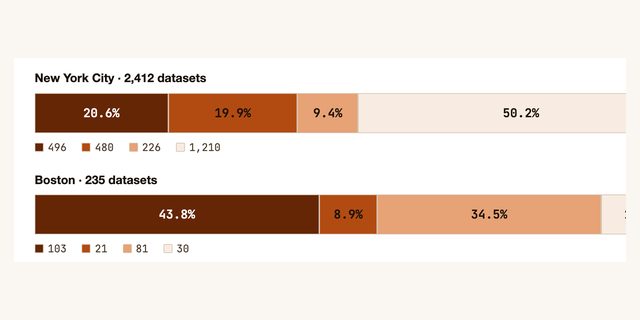 New York City · 2,412 datasets
20.6% 19.9% 9.4% 50.2%
496 480 226 1,210
Boston · 235 datasets
43.8% 8.9% 34.5%
103 21 81 30